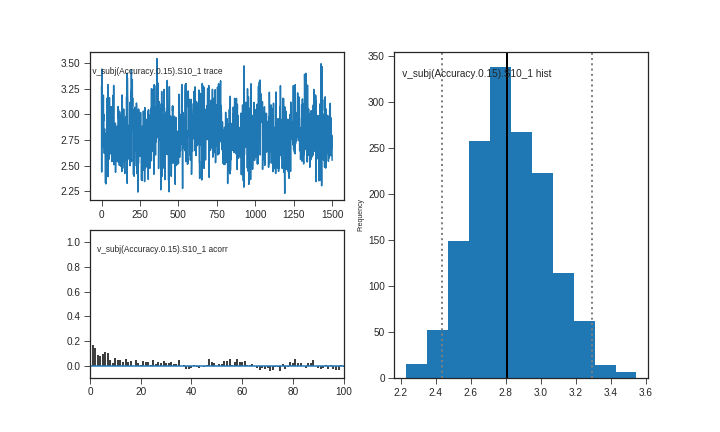 v_subj(Accuracy.0.15).S10_1 trace
3.50
3.25
3.00
2.75
2.50
2.25
0 250 500 750 1000 1250 1500
v_subj(Accuracy.0.15).S10_1 acorr
1.0
0.8
0.6
0.4
0.2
0.0
0 20 40 60 80 100
v_subj(Accuracy.0.15).S10_1 hist
Frequency
350
300
250
200
150
100
50
0
2.2 2.4 2.6 2.8 3.0 3.2 3.4 3.6